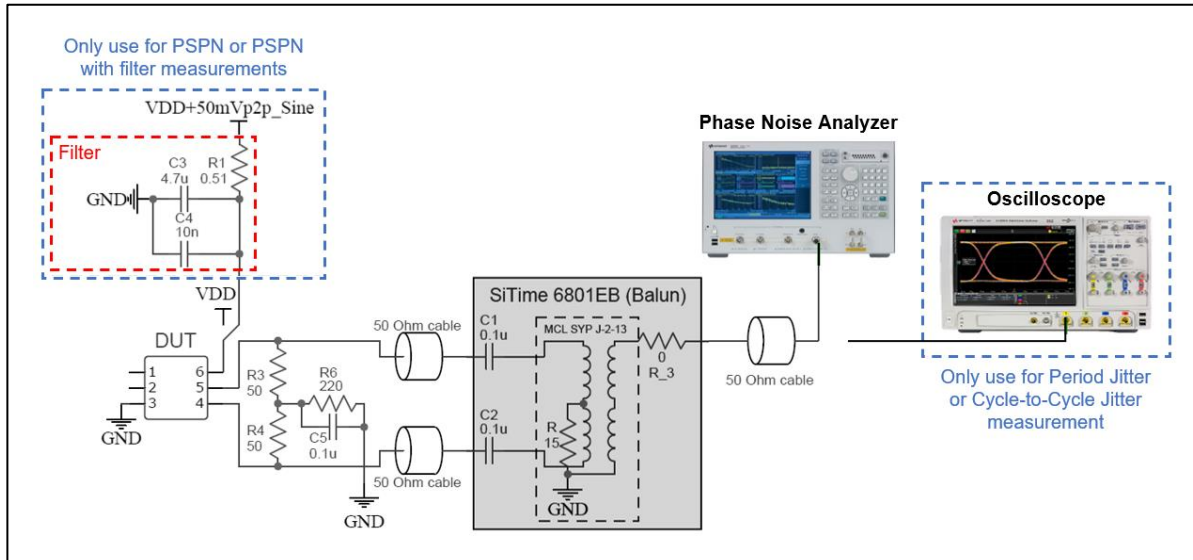 Only use for PSPN or PSPN
with filter measurements
VDD+50mVp2p_Sine
Filter
C3
4.7u
R1
0.51
GND
C4
10n
VDD
DUT
1
2
3
6
5
4
GND
R3
50
R4
50
R6
220
C5
0.1u
GND
50 Ohm cable
50 Ohm cable
SiTime 6801EB (Balun)
C1
0.1u
C2
0.1u
MCL SYP J-2-13
R
15
GND
0
R_3
50 Ohm cable
Phase Noise Analyzer
Oscilloscope
Only use for Period Jitter
or Cycle-to-Cycle Jitter
measurement